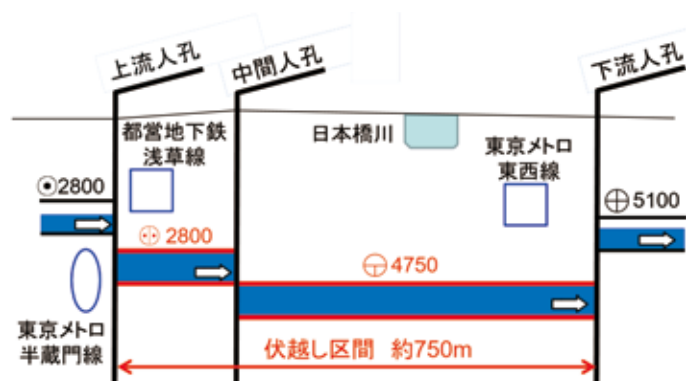 上流人孔
中間人孔
下流人孔
都営地下鉄
浅草線
日本橋川
東京メトロ
東西線
2800
5100
2800
4750
東京メトロ
半蔵門線
伏越し区間 約750m